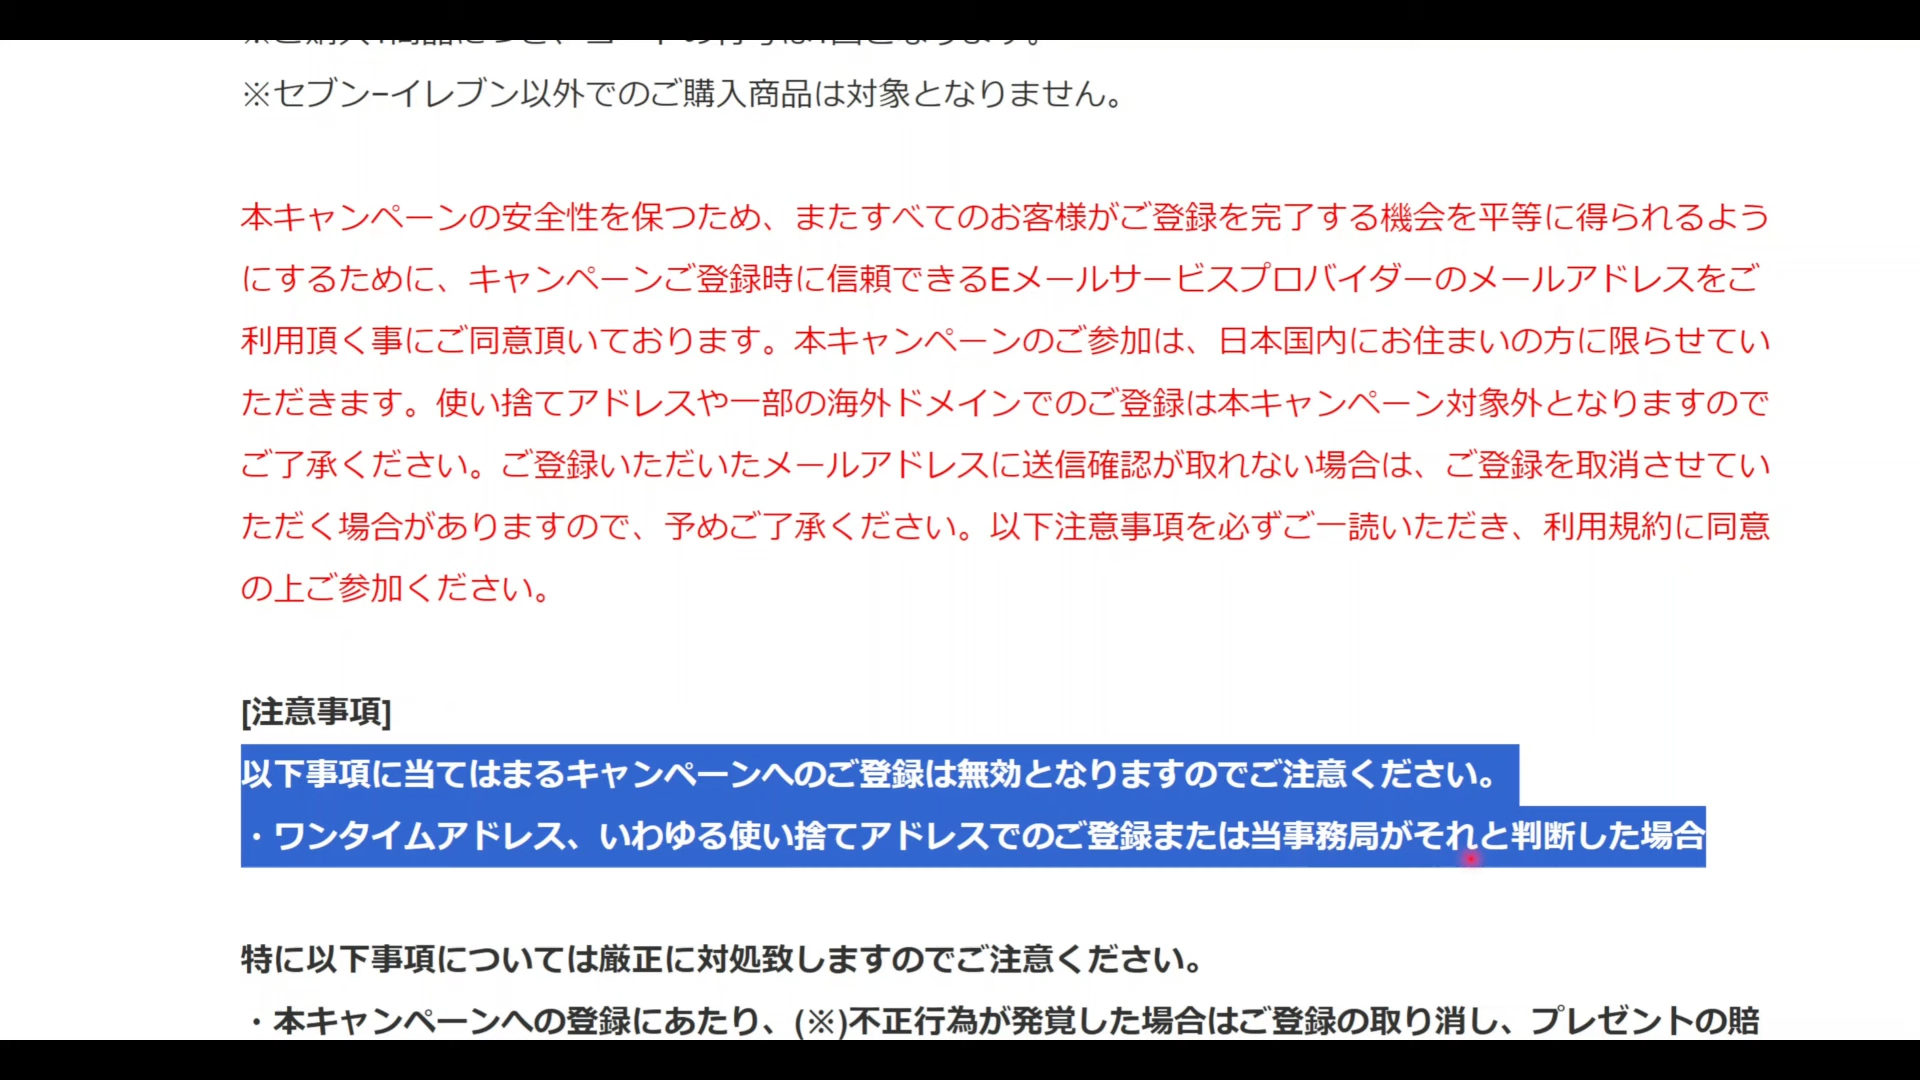 ※セブン−イレブン以外でのご購入商品は対象となりません。
本キャンペーンの安全性を保つため、またすべてのお客様がご登録を完了する機会を平等に得られるよう
にするために、キャンペーンご登録時に信頼できるEメールサービスプロバイダーのメールアドレスをご
利用頂く事にご同意頂いております。本キャンペーンのご参加は、日本国内にお住まいの方に限らせてい
ただきます。使い捨てアドレスや一部の海外ドメインでのご登録は本キャンペーン対象外となりますので
ご了承ください。ご登録いただいたメールアドレスに送信確認が取れない場合は、ご登録を取消させてい
ただく場合がありますので、予めご了承ください。以下注意事項を必ずご一読いただき、利用規約に同意
の上ご参加ください。
[注意事項]
以下事項に当てはまるキャンペーンへのご登録は無効となりますのでご注意ください。
・ワンタイムアドレス、いわゆる使い捨てアドレスでのご登録または当事務局がそれと判断した場合
特に以下事項については厳正に対処致しますのでご注意ください。
・本キャンペーンへの登録にあたり、(※)不正行為が発覚した場合はご登録の取り消し、プレゼントの賠